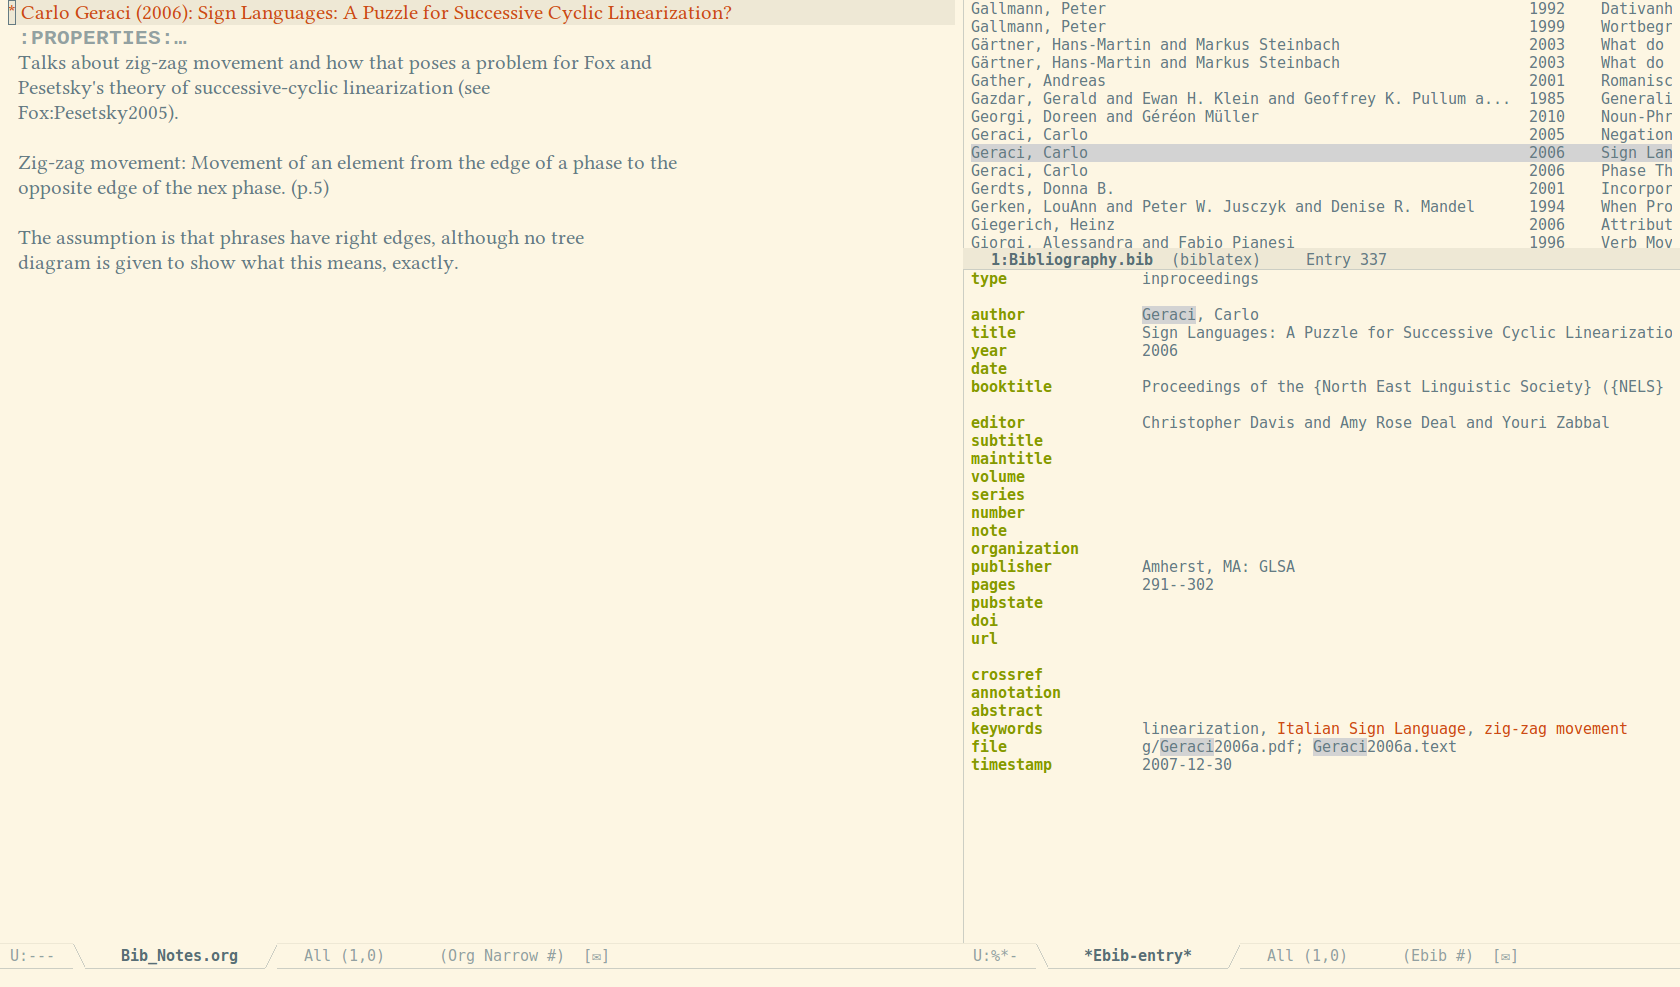 * Carlo Geraci (2006): Sign Languages: A Puzzle for Successive Cyclic Linearization?
:PROPERTIES:…
Talks about zig-zag movement and how that poses a problem for Fox and
Pesetsky's theory of successive-cyclic linearization (see
Fox:Pesetsky2005).
Zig-zag movement: Movement of an element from the edge of a phase to the
opposite edge of the nex phase. (p.5)
The assumption is that phrases have right edges, although no tree
diagram is given to show what this means, exactly.
U:--- Bib_Notes.org All (1,0) (Org Narrow #) [✉]
Gallmann, Peter 1992 Dativanh
Gallmann, Peter 1999 Wortbegr
Gärtner, Hans-Martin and Markus Steinbach 2003 What do
Gärtner, Hans-Martin and Markus Steinbach 2003 What do
Gather, Andreas 2001 Romanisc
Gazdar, Gerald and Ewan H. Klein and Geoffrey K. Pullum a... 1985 Generali
Georgi, Doreen and Géréon Müller 2010 Noun-Phr
Geraci, Carlo 2005 Negation
Geraci, Carlo 2006 Sign Lan
Geraci, Carlo 2006 Phase Th
Gerdts, Donna B. 2001 Incorpor
Gerken, LouAnn and Peter W. Jusczyk and Denise R. Mandel 1994 When Pro
Giegerich, Heinz 2006 Attribut
Giorgi, Alessandra and Fabio Pianesi 1996 Verb Mov
1:Bibliography.bib (biblatex) Entry 337
type inproceedings
author Geraci, Carlo
title Sign Languages: A Puzzle for Successive Cyclic Linearizatio
year 2006
date
booktitle Proceedings of the {North East Linguistic Society} ({NELS}
editor Christopher Davis and Amy Rose Deal and Youri Zabbal
subtitle
maintitle
volume
series
number
note
organization
publisher Amherst, MA: GLSA
pages 291--302
pubstate
doi
url
crossref
annotation
abstract
keywords linearization, Italian Sign Language, zig-zag movement
file g/Geraci2006a.pdf; Geraci2006a.text
timestamp 2007-12-30
U:%*- *Ebib-entry* All (1,0) (Ebib #) [✉]